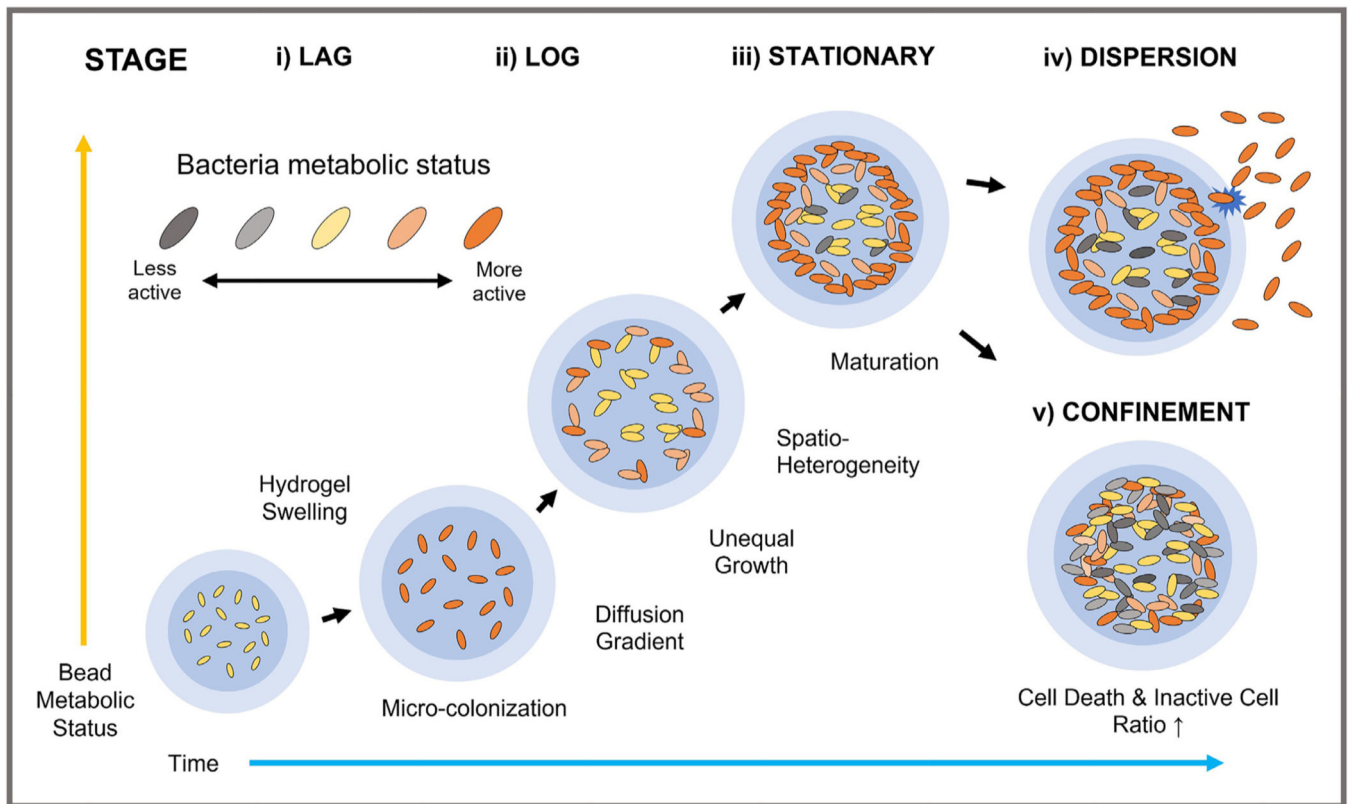 STAGE
i) LAG
ii) LOG
iii) STATIONARY
iv) DISPERSION
Bacteria metabolic status
Less
active
More
active
Maturation
v) CONFINEMENT
Spatio-
Heterogeneity
Hydrogel
Swelling
Unequal
Growth
Diffusion
Gradient
Bead
Metabolic
Status
Micro-colonization
Cell Death & Inactive Cell
Ratio ↑
Time